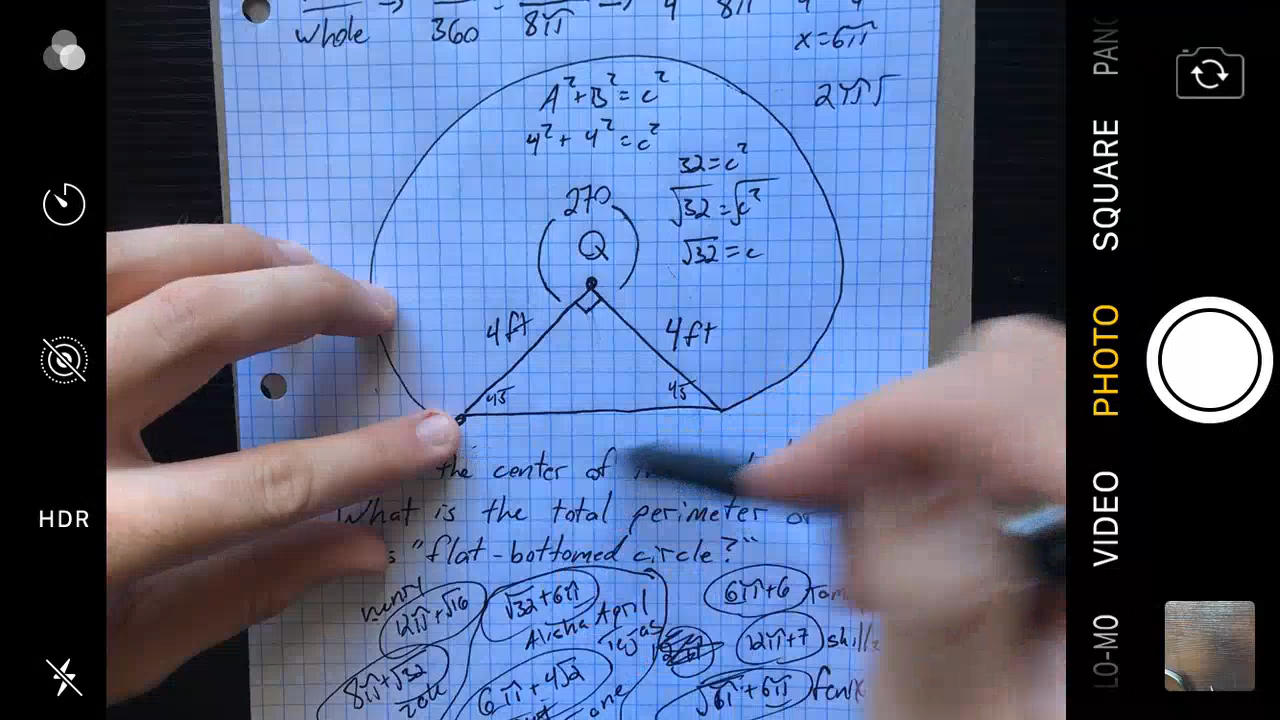 whole 360 8π 4 8π 4 4
x=6π
2πr
A²+B²=c²
4²+4²=c²
32=c²
√32=√c²
√32=c
270
Q
4ft 4ft
45 45
the center of
What is the total perimeter
"flat-bottomed circle?"
Henry
12π+√16
√32+6π
April
Alisha
6π+6
12π+7
8π+√32
6π+4√2
√6π+6π
HDR
PANO
SQUARE
PHOTO
VIDEO
LO-MO